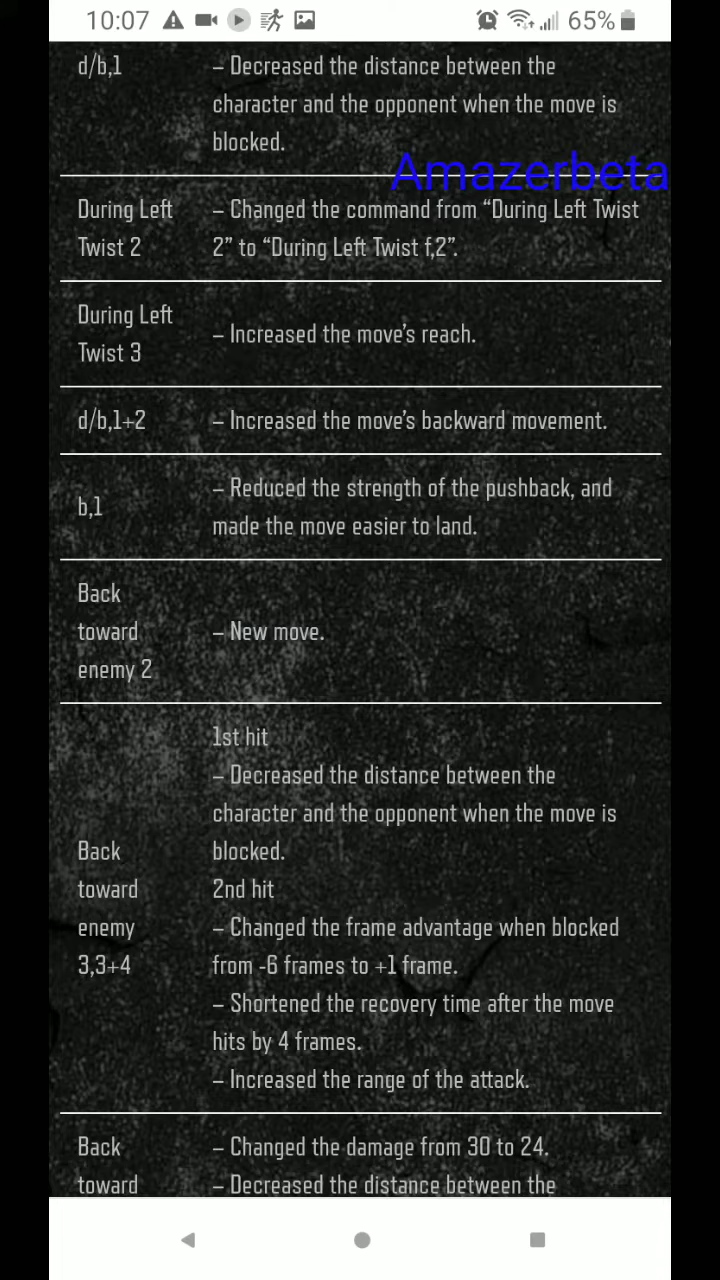 10:07
65%
d/b,1
– Decreased the distance between the
character and the opponent when the move is
blocked.
Amazerbeta
During Left
Twist 2
– Changed the command from “During Left Twist
2” to “During Left Twist f,2”.
During Left
Twist 3
– Increased the move’s reach.
d/b,1+2
– Increased the move’s backward movement.
b,1
– Reduced the strength of the pushback, and
made the move easier to land.
Back
toward
enemy 2
– New move.
Back
toward
enemy
3,3+4
1st hit
– Decreased the distance between the
character and the opponent when the move is
blocked.
2nd hit
– Changed the frame advantage when blocked
from -6 frames to +1 frame.
– Shortened the recovery time after the move
hits by 4 frames.
– Increased the range of the attack.
Back
toward
– Changed the damage from 30 to 24.
– Decreased the distance between the